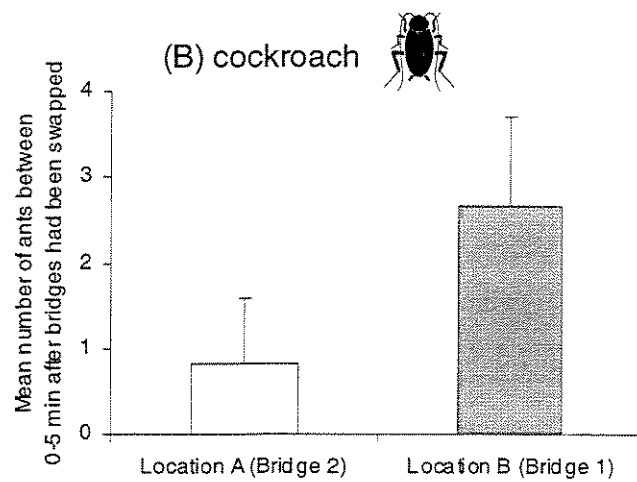 (B) cockroach
Mean number of ants between
0-5 min after bridges had been swapped
4
3
2
1
0
Location A (Bridge 2)
Location B (Bridge 1)